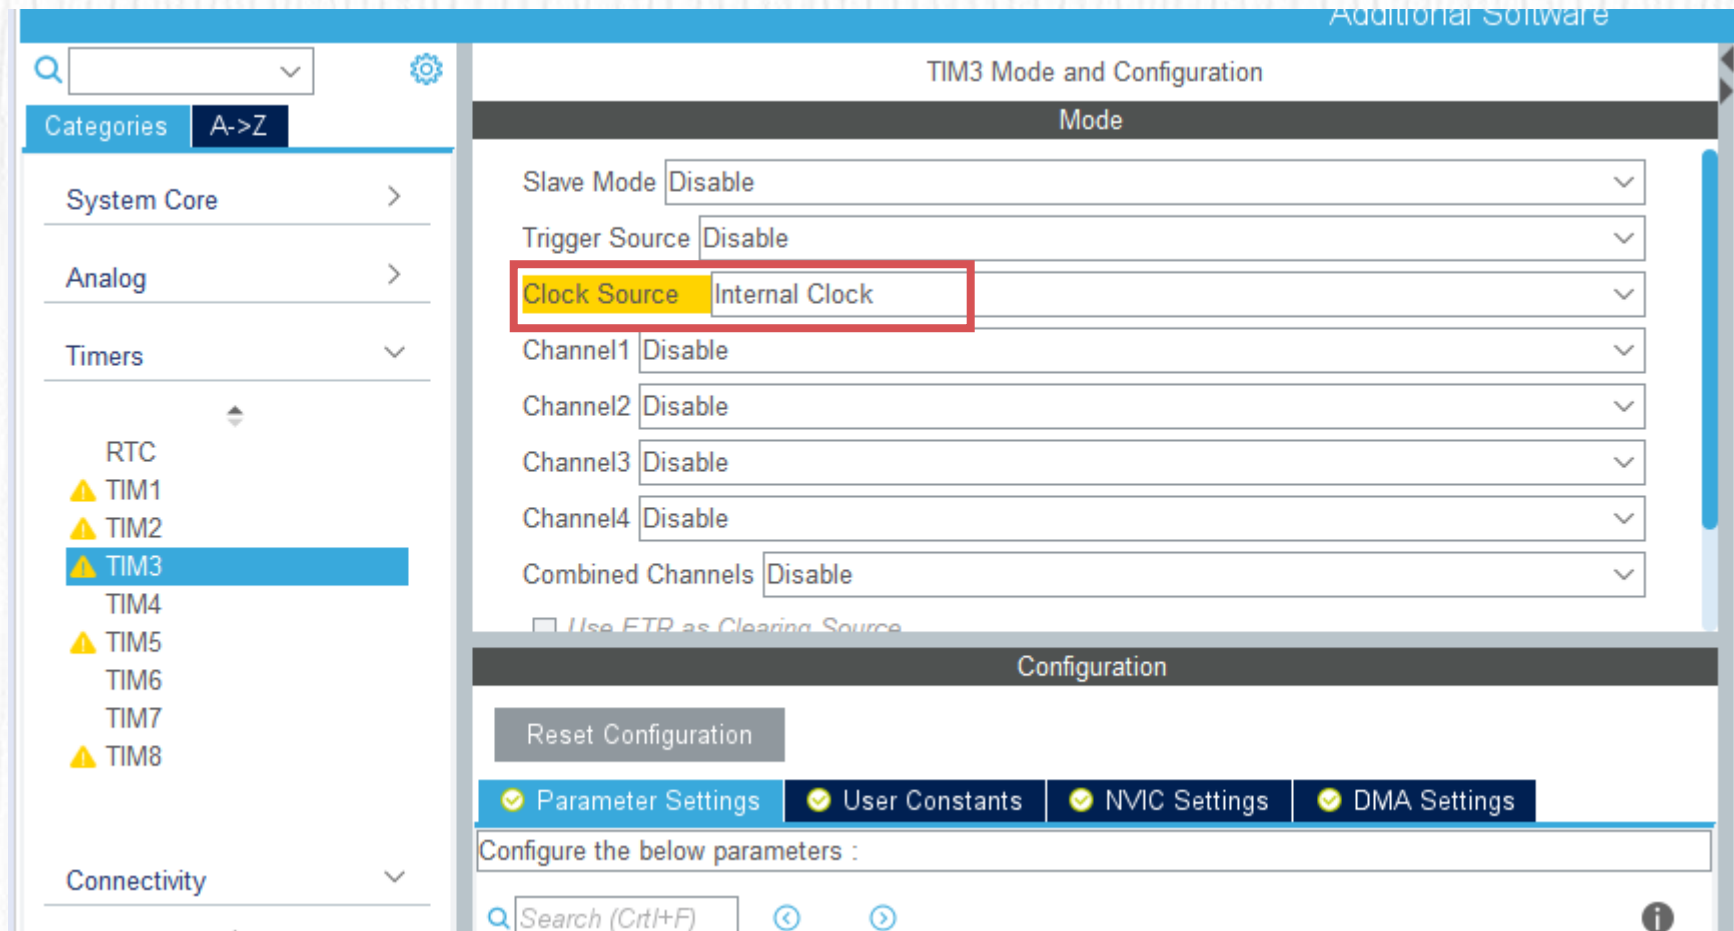 Additional Software
TIM3 Mode and Configuration
Categories
A->Z
Mode
System Core
Analog
Timers
RTC
TIM1
TIM2
TIM3
TIM4
TIM5
TIM6
TIM7
TIM8
Connectivity
Slave Mode Disable
Trigger Source Disable
Clock Source Internal Clock
Channel1 Disable
Channel2 Disable
Channel3 Disable
Channel4 Disable
Combined Channels Disable
Use ETR as Clearing Source
Configuration
Reset Configuration
Parameter Settings
User Constants
NVIC Settings
DMA Settings
Configure the below parameters :
Search (Crtl+F)